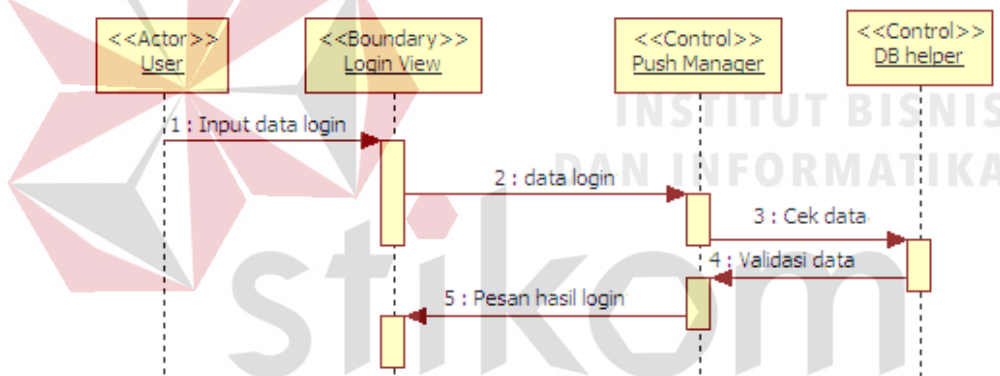 <<Actor>>
User
<<Boundary>>
Login View
<<Control>>
Push Manager
<<Control>>
DB helper
INSTITUT BISNIS
DAN INFORMATIKA
1 : Input data login
2 : data login
3 : Cek data
4 : Validasi data
5 : Pesan hasil login
stikom